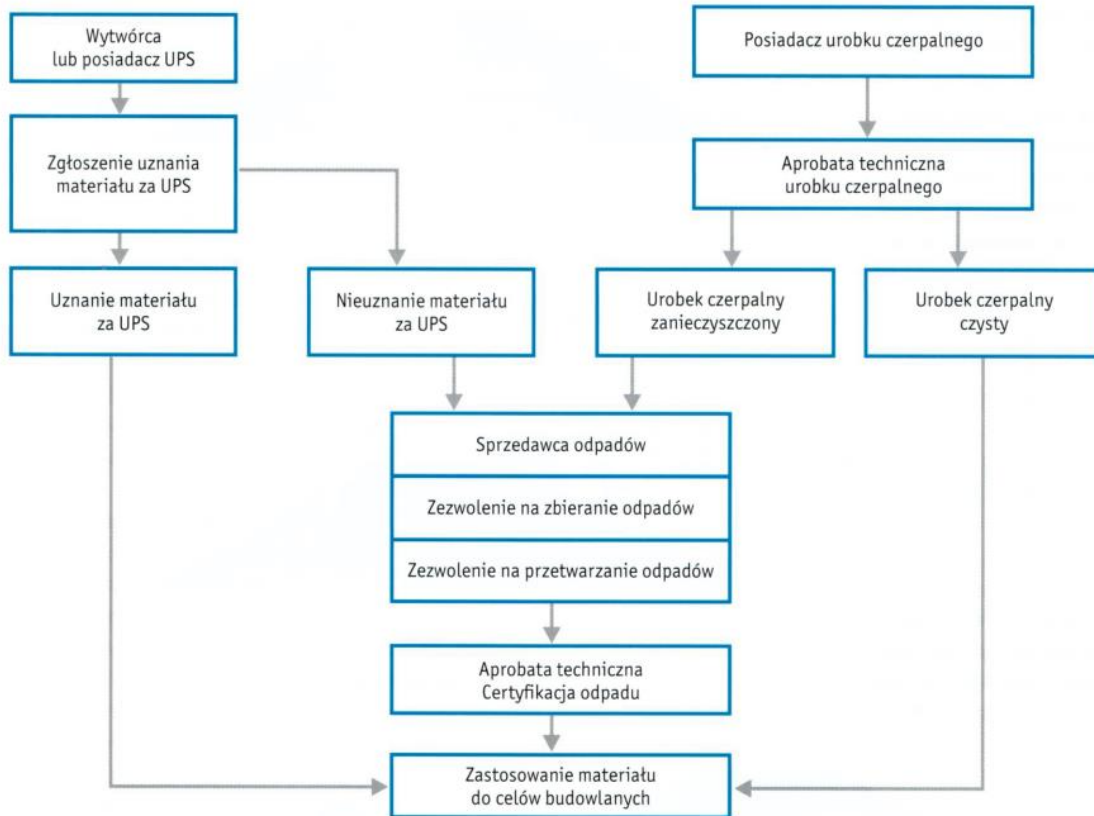 Wytwórca
lub posiadacz UPS
Posiadacz urobku czerpalnego
Zgłoszenie uznania
materiału za UPS
Aprobata techniczna
urobku czerpalnego
Uznanie materiału
za UPS
Nieuznanie materiału
za UPS
Urobek czerpalny
zanieczyszczony
Urobek czerpalny
czysty
Sprzedawca odpadów
Zezwolenie na zbieranie odpadów
Zezwolenie na przetwarzanie odpadów
Aprobata techniczna
Certyfikacja odpadu
Zastosowanie materiału
do celów budowlanych